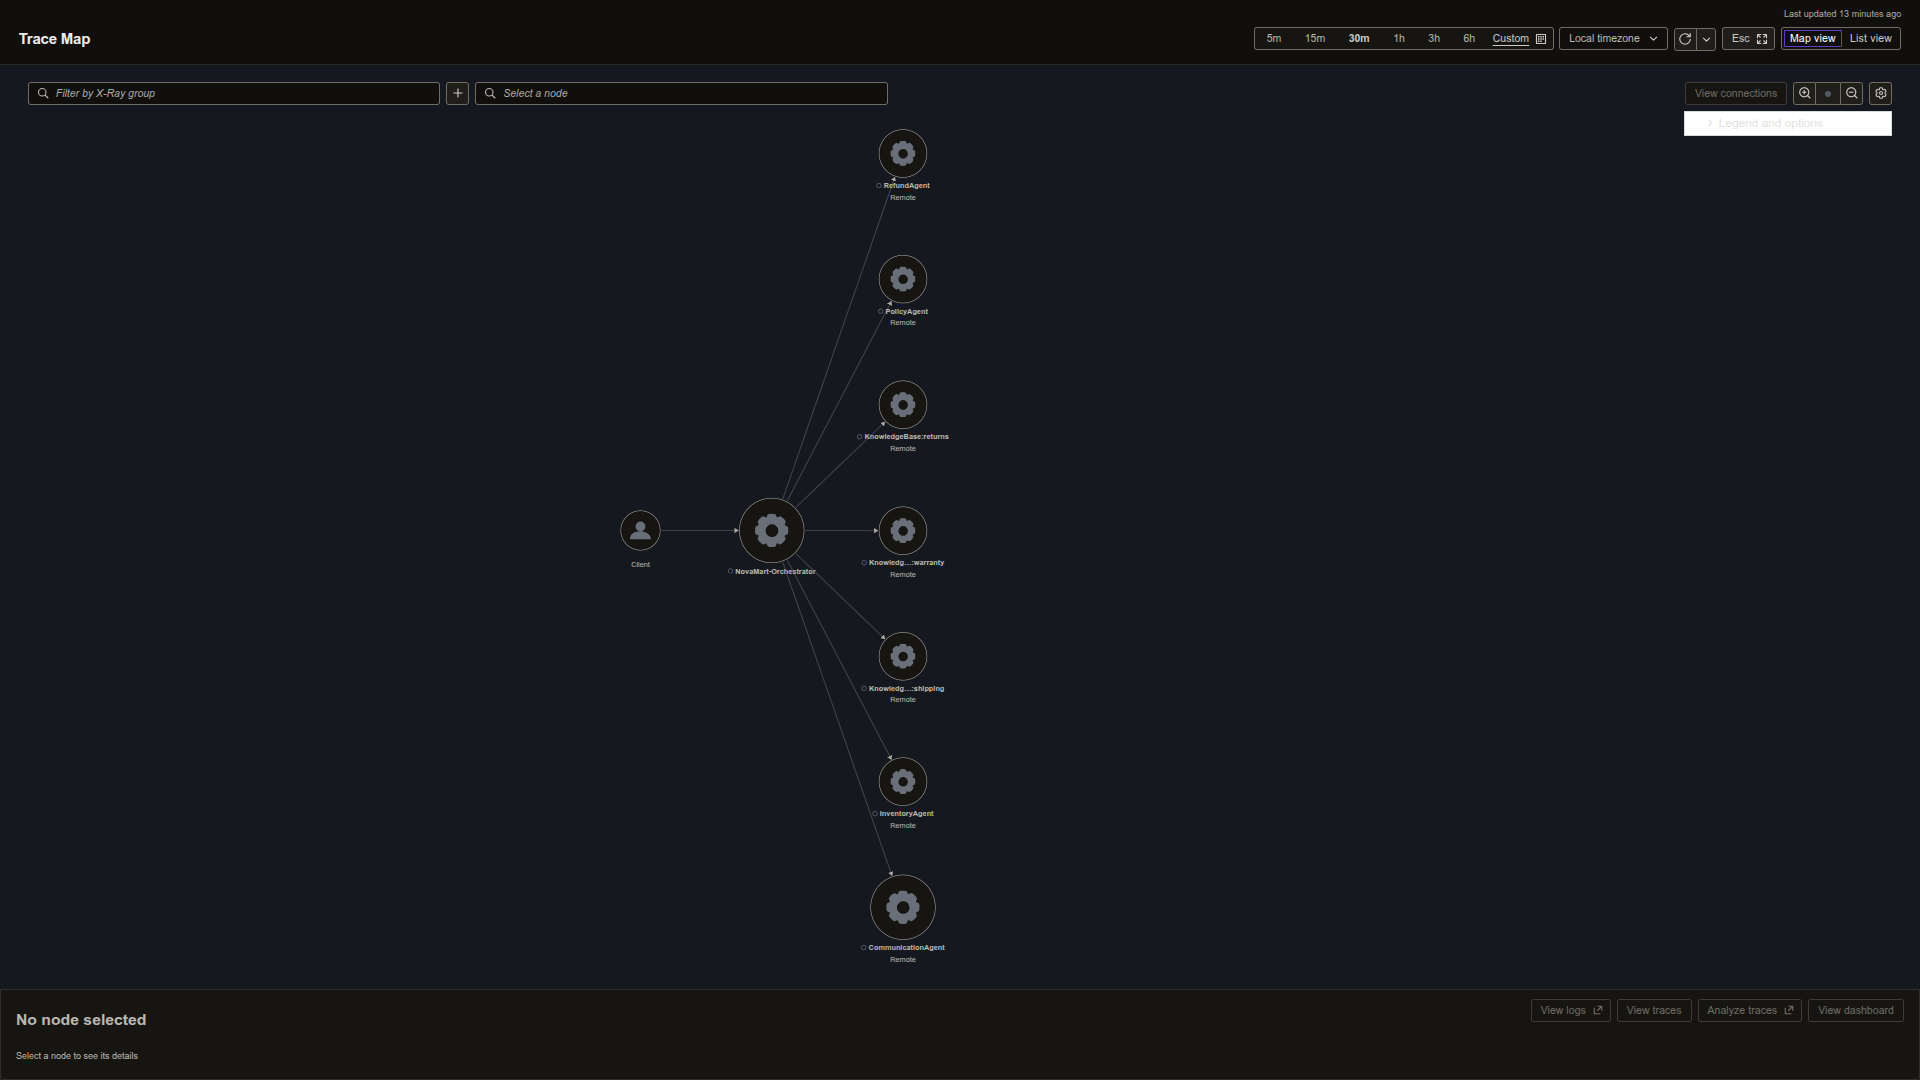 Last updated 13 minutes ago
Trace Map
5m 15m 30m 1h 3h 6h Custom Local timezone Esc Map view List view
Filter by X-Ray group Select a node View connections
Legend and options
RefundAgent
Remote
PolicyAgent
Remote
KnowledgeBase:returns
Remote
Knowledg...:warranty
Remote
Client
NovaMart-Orchestrator
Knowledg...:shipping
Remote
InventoryAgent
Remote
CommunicationAgent
Remote
No node selected
View logs View traces Analyze traces View dashboard
Select a node to see its details